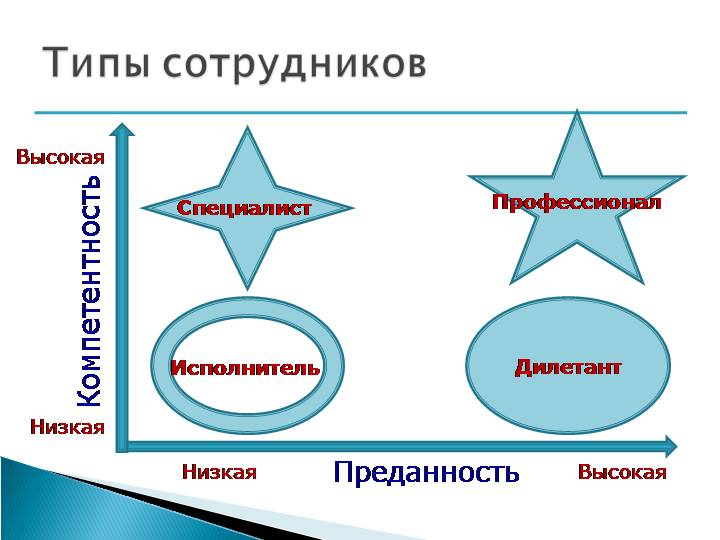 Типы сотрудников
Высокая
Компетентность
Специалист
Профессионал
Исполнитель
Дилетант
Низкая
Низкая
Преданность
Высокая